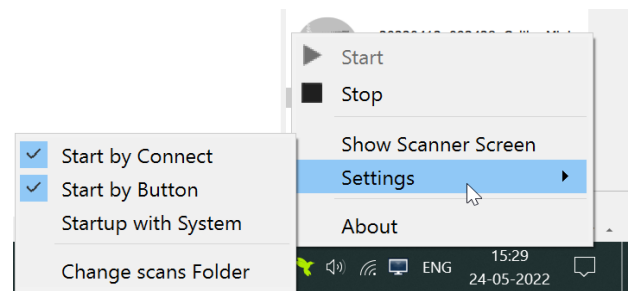 Start
Stop
Show Scanner Screen
Settings
About
Start by Connect
Start by Button
Startup with System
Change scans Folder
ENG
15:29
24-05-2022